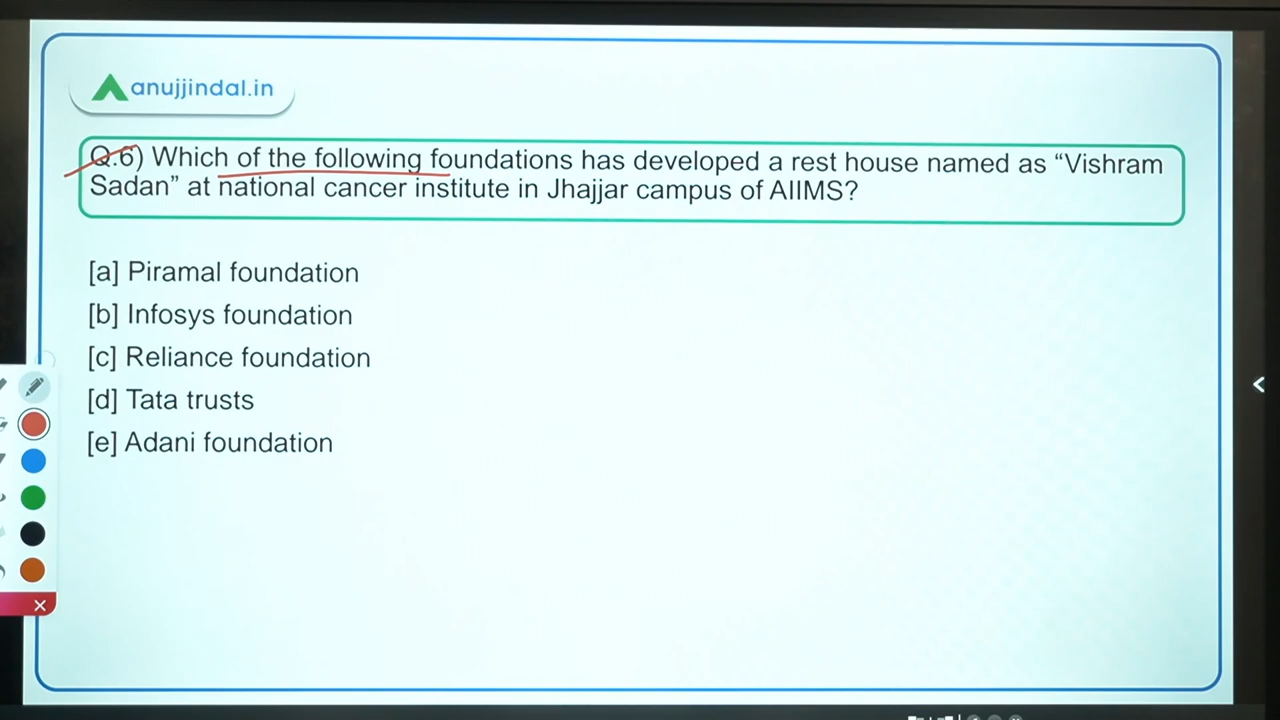 anujjindal.in
Q.6) Which of the following foundations has developed a rest house named as “Vishram
Sadan” at national cancer institute in Jhajjar campus of AIIMS?
[a] Piramal foundation
[b] Infosys foundation
[c] Reliance foundation
[d] Tata trusts
[e] Adani foundation